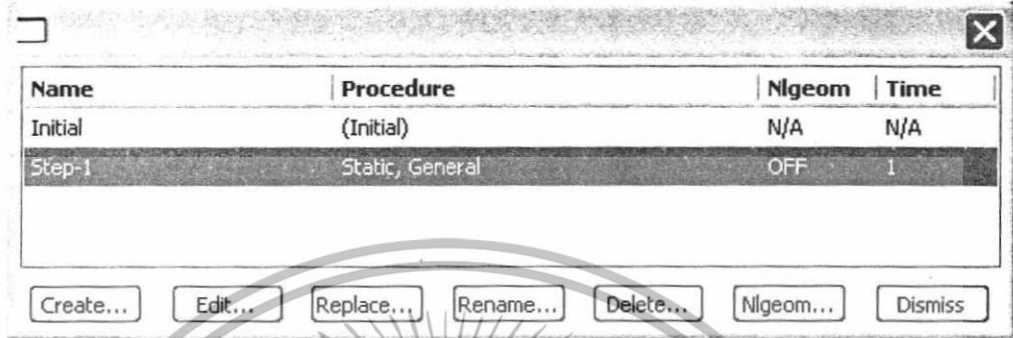 Name Procedure Nlgeom Time
Initial (Initial) N/A N/A
Step-1 Static, General OFF 1
Create... Edit... Replace... Rename... Delete... Nlgeom... Dismiss